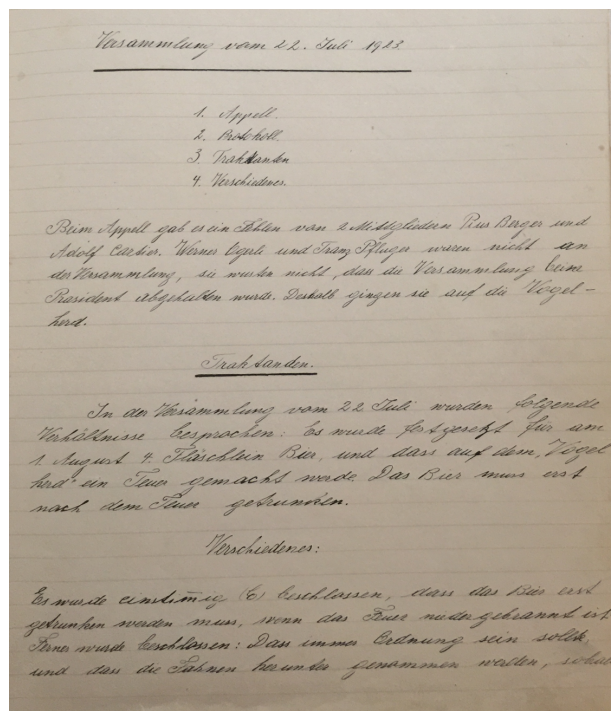 Versammlung vom 22. Juli 1923.
1. Appell.
2. Protokoll.
3. Traktanden
4. Verschiedenes.
Beim Appell gab es ein Fehlen von 2 Mittgliedern Pius Berger und
Adolf Cartier. Werner Ugerli und Franz Pfluger waren nicht an
der Versammlung, sie wussten nicht, dass die Versammlung beim
Präsident abgehalten wurde. Deshalb gingen sie auf die Vogel-
herd.
Traktanden.
In der Versammlung vom 22 Juli wurden folgende
Verhältnisse besprochen: Es wurde festgesetzt für am
1. August 4. Fläschlein Bier, und dass auf dem „Vogel
herd" ein Feuer gemacht werde. Das Bier muss erst
nach dem Feuer getrunken.
Verschiedenes:
Es wurde einstimmig (6) beschlossen, dass das Bier erst
getrunken werden muss, wenn das Feuer niedergebrannt ist
Ferner wurde beschlossen: Dass immer Ordnung sein sollte,
und dass die Fahnen herunter genommen werden, sobald